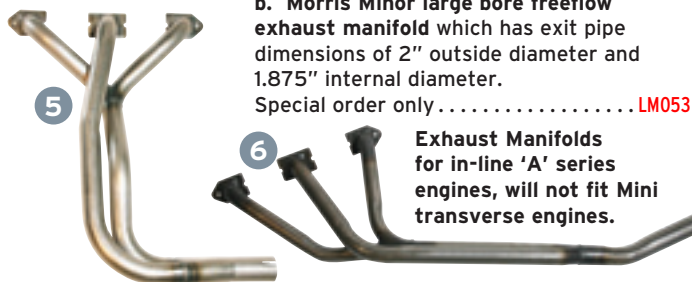 b. Morris Minor large bore freeflow
exhaust manifold which has exit pipe
dimensions of 2” outside diameter and
1.875” internal diameter.
Special order only . . . . . . . . . . . . . . . . . . LM053
5
6
Exhaust Manifolds
for in-line ‘A’ series
engines, will not fit Mini
transverse engines.